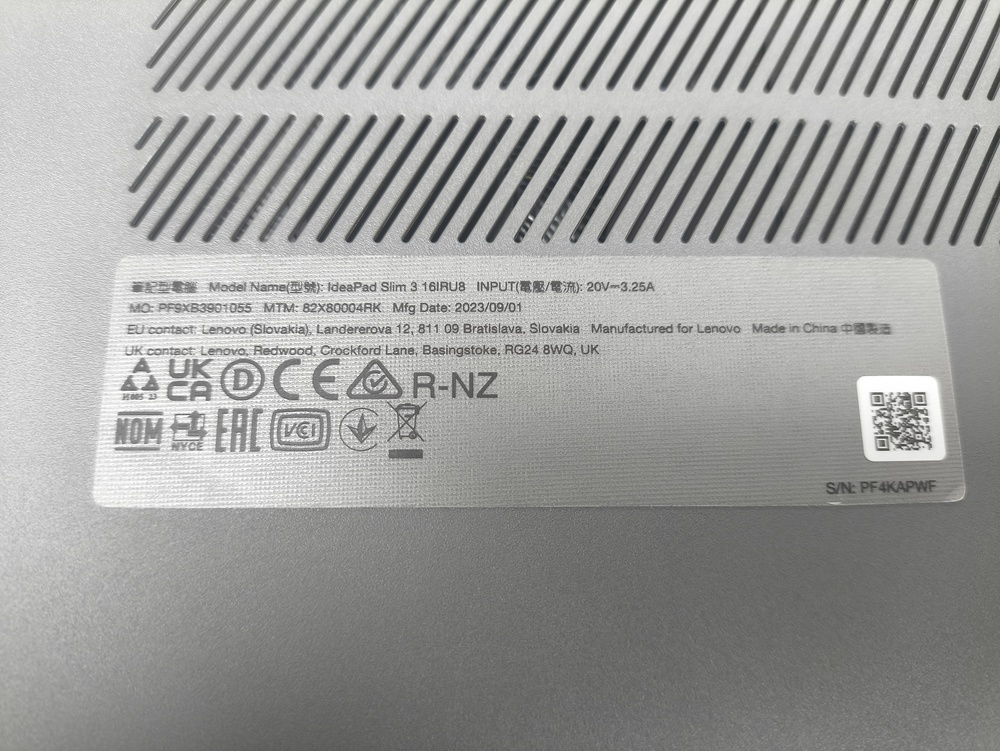 筆記型電腦 Model Name(型號): IdeaPad Slim 3 16IRU8 INPUT(電壓/電流): 20V⎓3.25A
MO: PF9XB3901055 MTM: 82X80004RK Mfg Date: 2023/09/01
EU contact: Lenovo (Slovakia), Landererova 12, 811 09 Bratislava, Slovakia Manufactured for Lenovo Made in China 中國製造
UK contact: Lenovo, Redwood, Crockford Lane, Basingstoke, RG24 8WQ, UK
UK CA D CE R-NZ
NOM NYCE EAC VCCI
S/N: PF4KAPWF